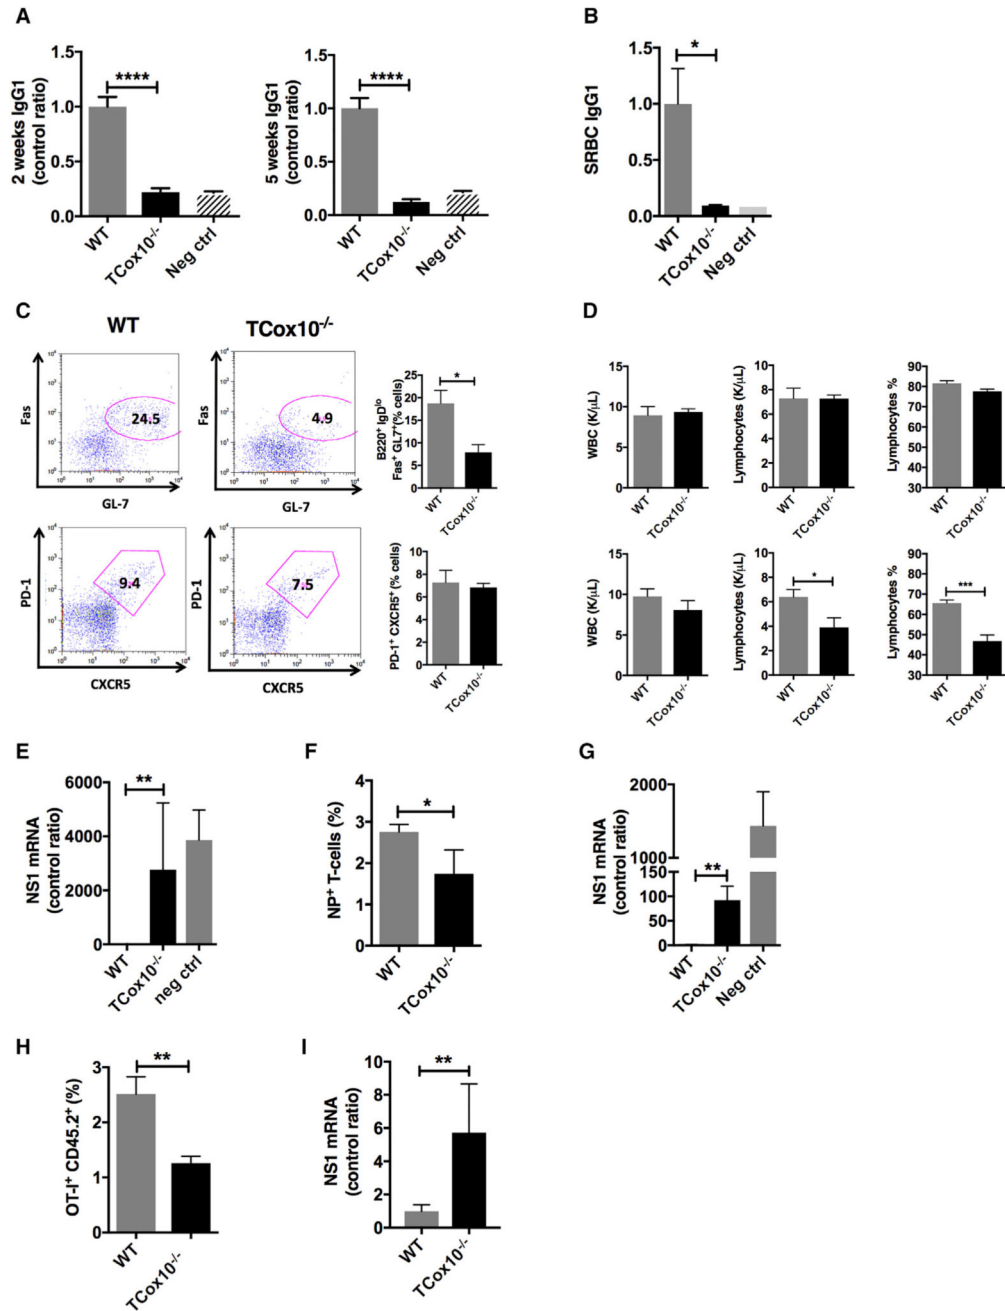 A
2 weeks IgG1
(control ratio)
1.5
1.0
0.5
0.0
****
WT
TCox10-/-
Neg ctrl
5 weeks IgG1
(control ratio)
1.5
1.0
0.5
0.0
****
WT
TCox10-/-
Neg ctrl
B
SRBC IgG1
1.5
1.0
0.5
0.0
*
WT
TCox10-/-
Neg ctrl
C
WT
TCox10-/-
Fas
24.5
GL-7
Fas
4.9
GL-7
B220+ IgDlo
Fas+ GL7+(% cells)
25
20
15
10
5
0
*
WT
TCox10-/-
PD-1
9.4
CXCR5
PD-1
7.5
CXCR5
PD-1+ CXCR5+ (% cells)
10
8
6
4
2
0
WT
TCox10-/-
D
WBC (K/µL)
15
10
5
0
WT
TCox10-/-
Lymphocytes (K/µL)
10
8
6
4
2
0
WT
TCox10-/-
Lymphocytes %
90
80
70
60
50
40
30
WT
TCox10-/-
WBC (K/µL)
15
10
5
0
WT
TCox10-/-
Lymphocytes (K/µL)
10
8
6
4
2
0
*
WT
TCox10-/-
Lymphocytes %
90
80
70
60
50
40
30
***
WT
TCox10-/-
E
NS1 mRNA
(control ratio)
6000
4000
2000
0
**
WT
TCox10-/-
neg ctrl
F
NP+ T-cells (%)
4
3
2
1
0
*
WT
TCox10-/-
G
NS1 mRNA
(control ratio)
2000
1000
150
100
50
0
**
WT
TCox10-/-
Neg ctrl
H
OT-I+ CD45.2+ (%)
3
2
1
0
**
WT
TCox10-/-
I
NS1 mRNA
(control ratio)
10
8
6
4
2
0
**
WT
TCox10-/-